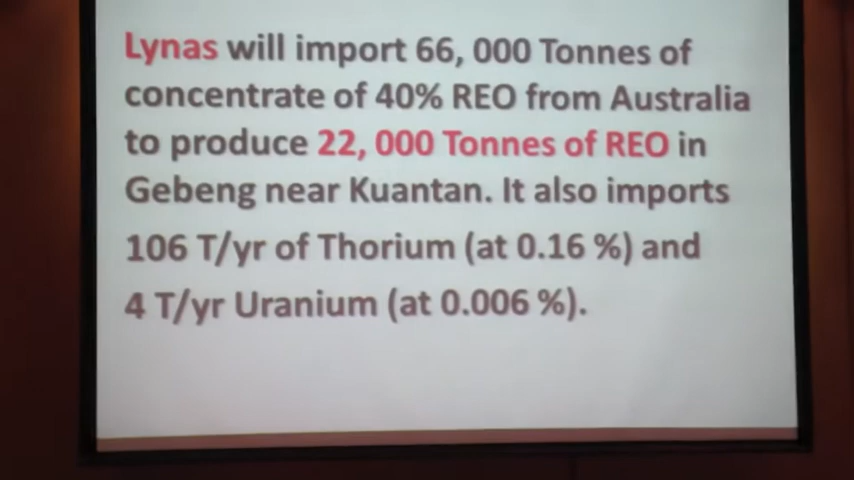 Lynas will import 66, 000 Tonnes of
concentrate of 40% REO from Australia
to produce 22, 000 Tonnes of REO in
Gebeng near Kuantan. It also imports
106 T/yr of Thorium (at 0.16 %) and
4 T/yr Uranium (at 0.006 %).